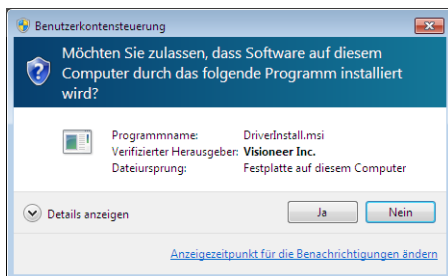 Benutzerkontensteuerung
Möchten Sie zulassen, dass Software auf diesem
Computer durch das folgende Programm installiert
wird?
Programmname: DriverInstall.msi
Verifizierter Herausgeber: Visioneer Inc.
Dateiursprung: Festplatte auf diesem Computer
Details anzeigen
Ja
Nein
Anzeigezeitpunkt für die Benachrichtigungen ändern